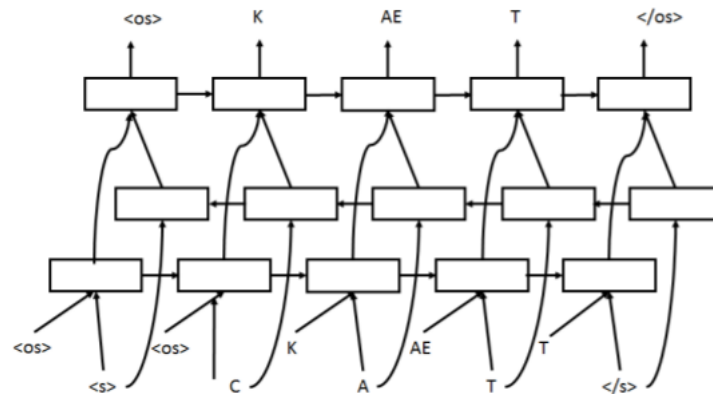 <os> K AE T </os>
<os> <os> K AE T
<s> C A T </s>